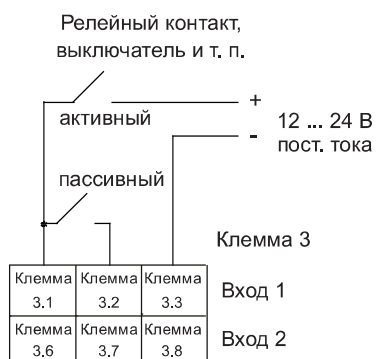 Релейный контакт,
выключатель и т. п.
+
активный
-
12 ... 24 В
пост. тока
пассивный
Клемма 3
Клемма 3.1 Клемма 3.2 Клемма 3.3 Вход 1
Клемма 3.6 Клемма 3.7 Клемма 3.8 Вход 2